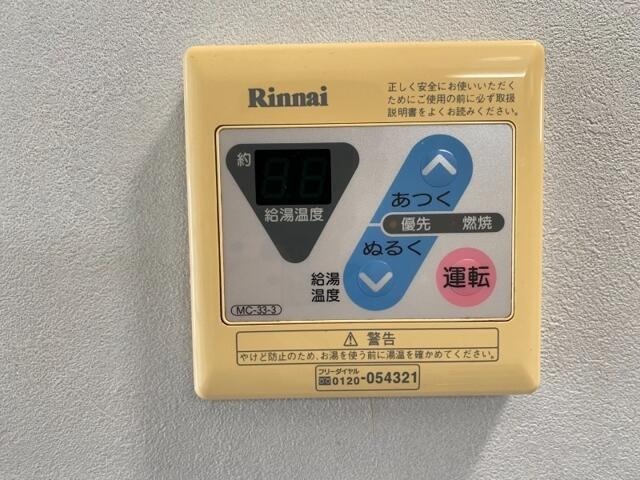 Rinnai
正しく安全にお使いいただく
ためにご使用の前に必ず取扱
説明書をよくお読みください。
約
給湯温度
あつく
優先 燃焼
ぬるく
給湯
温度
運転
MC-33-3
⚠ 警告
やけど防止のため、お湯を使う前に湯温を確かめてください。
フリーダイヤル
0120-054321